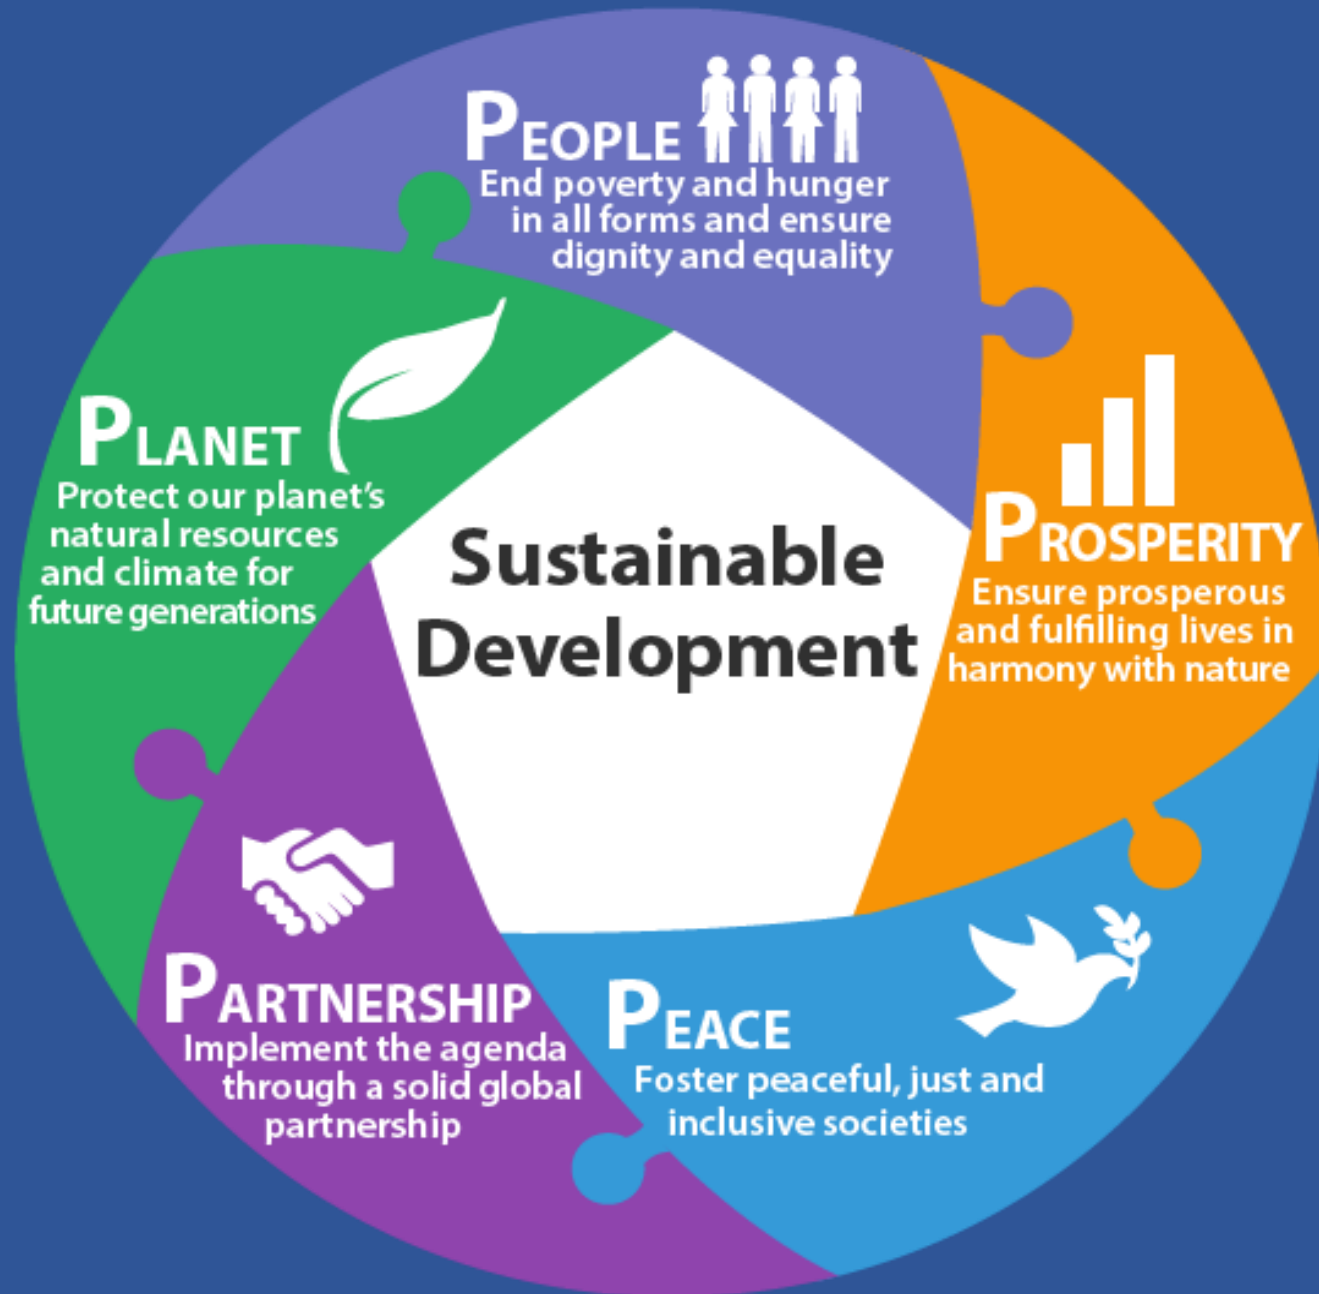 PEOPLE
End poverty and hunger
in all forms and ensure
dignity and equality
PROSPERITY
Ensure prosperous
and fulfilling lives in
harmony with nature
PEACE
Foster peaceful, just and
inclusive societies
PARTNERSHIP
Implement the agenda
through a solid global
partnership
PLANET
Protect our planet's
natural resources
and climate for
future generations
Sustainable
Development